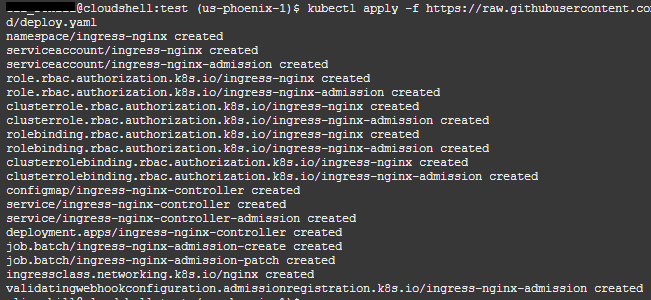 @cloudshell:test (us-phoenix-1)$ kubectl apply -f https://raw.githubusercontent.co
d/deploy.yaml
namespace/ingress-nginx created
serviceaccount/ingress-nginx created
serviceaccount/ingress-nginx-admission created
role.rbac.authorization.k8s.io/ingress-nginx created
role.rbac.authorization.k8s.io/ingress-nginx-admission created
clusterrole.rbac.authorization.k8s.io/ingress-nginx created
clusterrole.rbac.authorization.k8s.io/ingress-nginx-admission created
rolebinding.rbac.authorization.k8s.io/ingress-nginx created
rolebinding.rbac.authorization.k8s.io/ingress-nginx-admission created
clusterrolebinding.rbac.authorization.k8s.io/ingress-nginx created
clusterrolebinding.rbac.authorization.k8s.io/ingress-nginx-admission created
configmap/ingress-nginx-controller created
service/ingress-nginx-controller created
service/ingress-nginx-controller-admission created
deployment.apps/ingress-nginx-controller created
job.batch/ingress-nginx-admission-create created
job.batch/ingress-nginx-admission-patch created
ingressclass.networking.k8s.io/nginx created
validatingwebhookconfiguration.admissionregistration.k8s.io/ingress-nginx-admission created